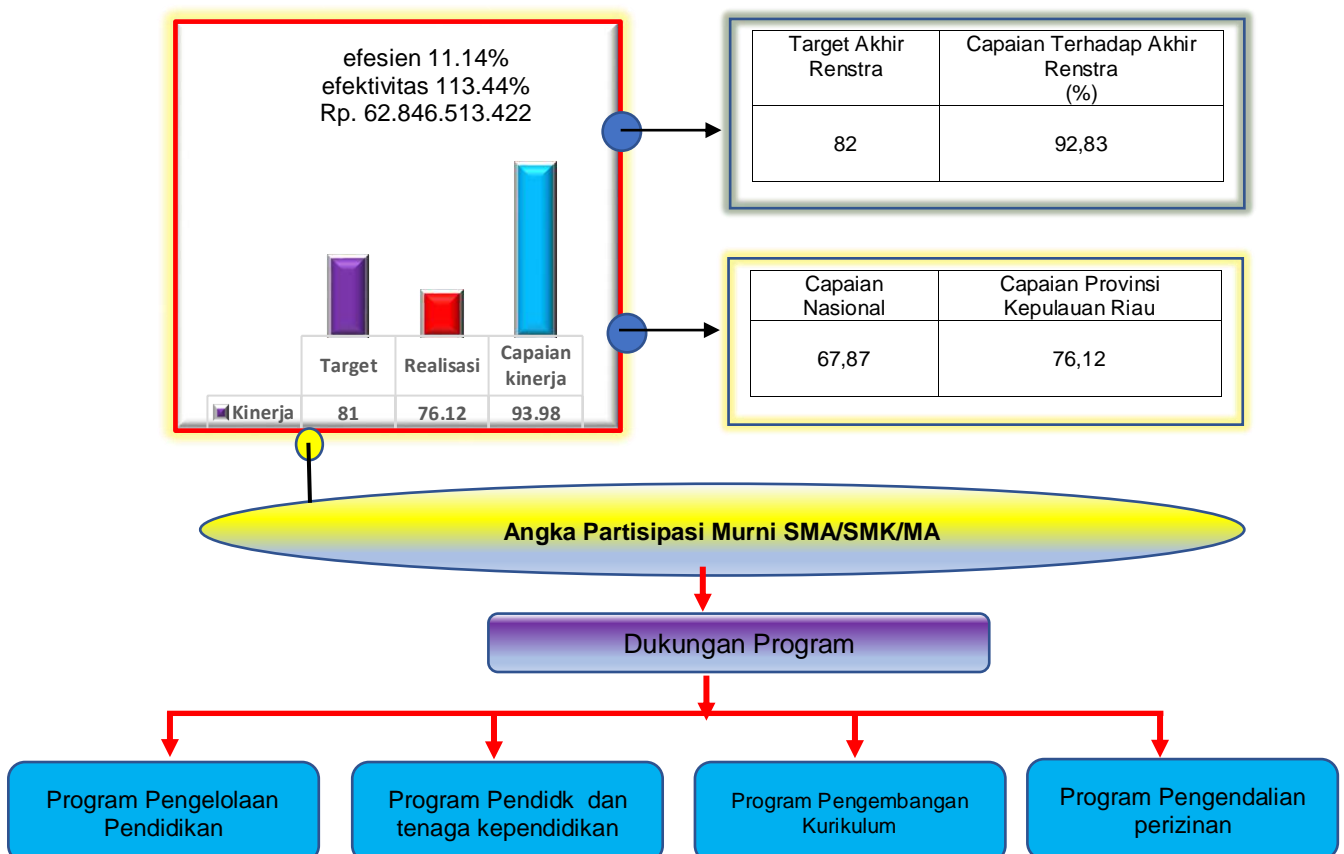 efesien 11.14%
efektivitas 113.44%
Rp. 62.846.513.422
Target Realisasi Capaian
kinerja
Kinerja 81 76.12 93.98
Target Akhir
Renstra
Capaian Terhadap Akhir
Renstra
(%)
82 92,83
Capaian
Nasional
Capaian Provinsi
Kepulauan Riau
67,87 76,12
Angka Partisipasi Murni SMA/SMK/MA
Dukungan Program
Program Pengelolaan
Pendidikan
Program Pendidk dan
tenaga kependidikan
Program Pengembangan
Kurikulum
Program Pengendalian
perizinan